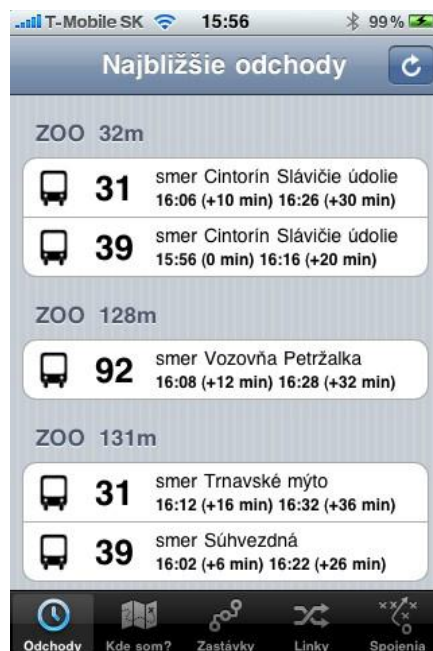 T-Mobile SK 15:56 99%
Najbližšie odchody
ZOO 32m
31 smer Cintorín Slávičie údolie
16:06 (+10 min) 16:26 (+30 min)
39 smer Cintorín Slávičie údolie
15:56 (0 min) 16:16 (+20 min)
ZOO 128m
92 smer Vozovňa Petržalka
16:08 (+12 min) 16:28 (+32 min)
ZOO 131m
31 smer Trnavské mýto
16:12 (+16 min) 16:32 (+36 min)
39 smer Súhvezdná
16:02 (+6 min) 16:22 (+26 min)
Odchody Kde som? Zastávky Linky Spojenia